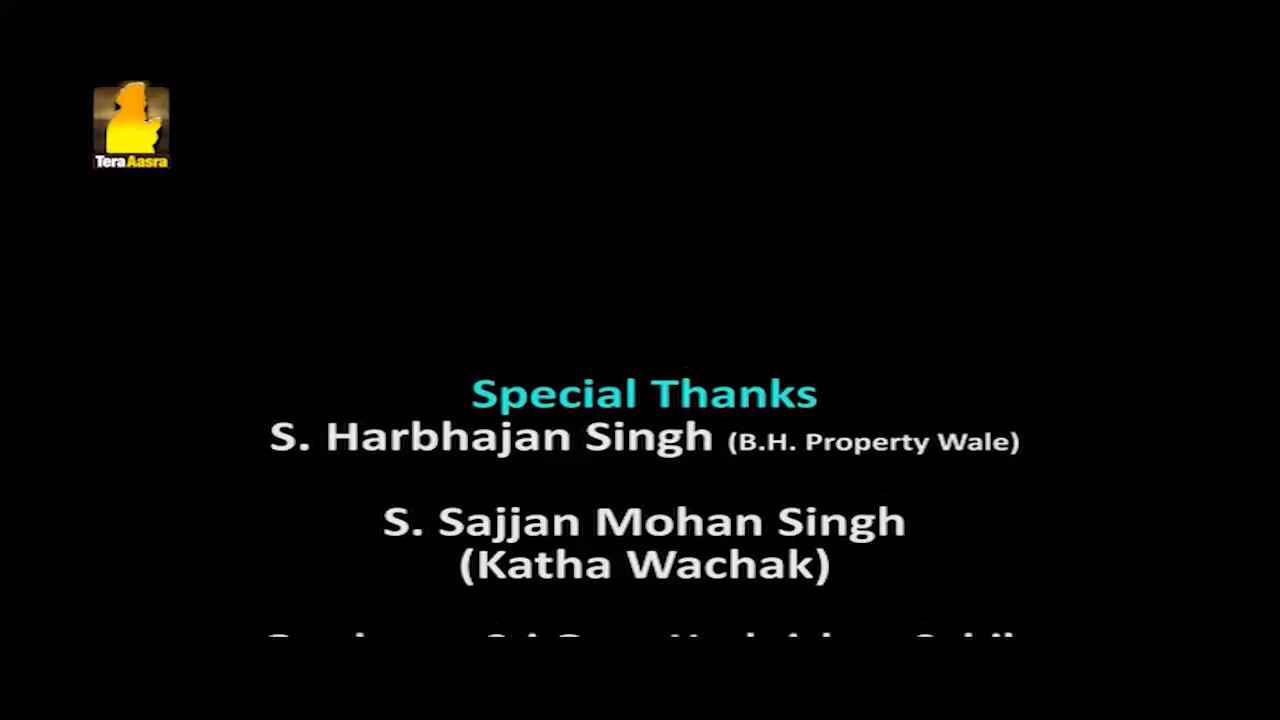 Tera Aasra
Special Thanks
S. Harbhajan Singh (B.H. Property Wale)
S. Sajjan Mohan Singh
(Katha Wachak)